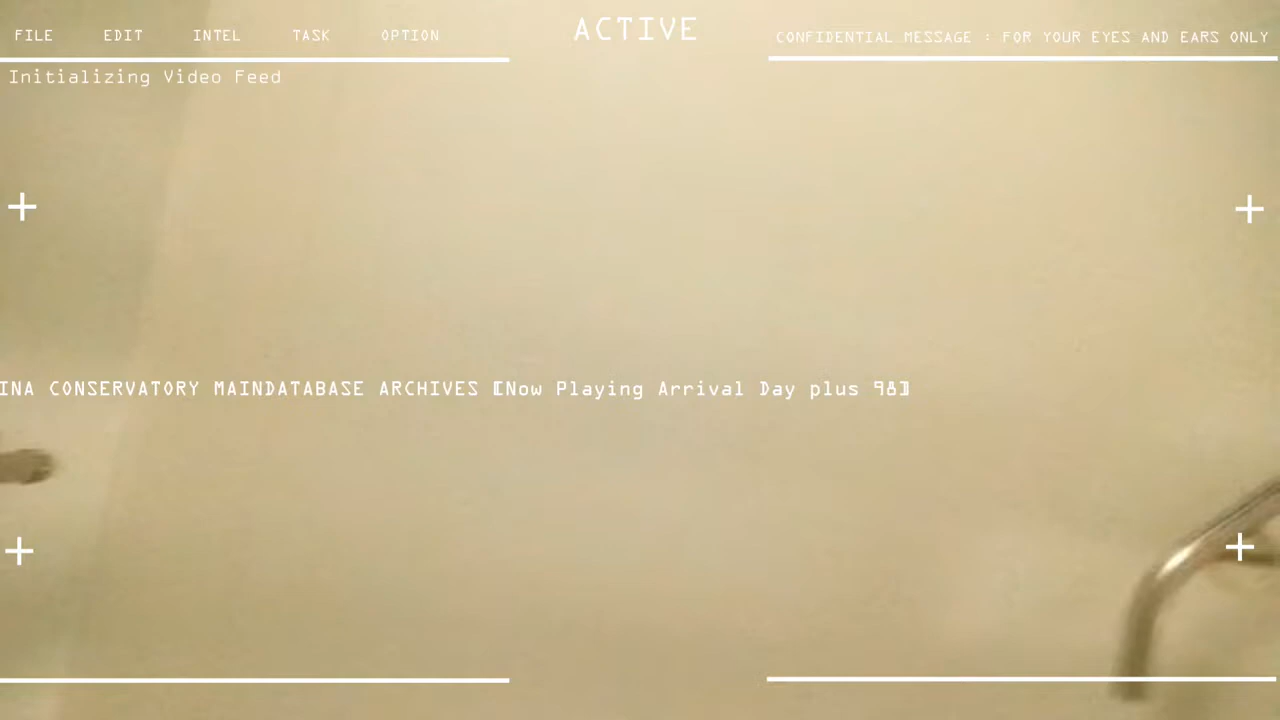 FILE EDIT INTEL TASK OPTION
ACTIVE
CONFIDENTIAL MESSAGE : FOR YOUR EYES AND EARS ONLY
Initializing Video Feed
INA CONSERVATORY MAINDATABASE ARCHIVES [Now Playing Arrival Day plus 98]